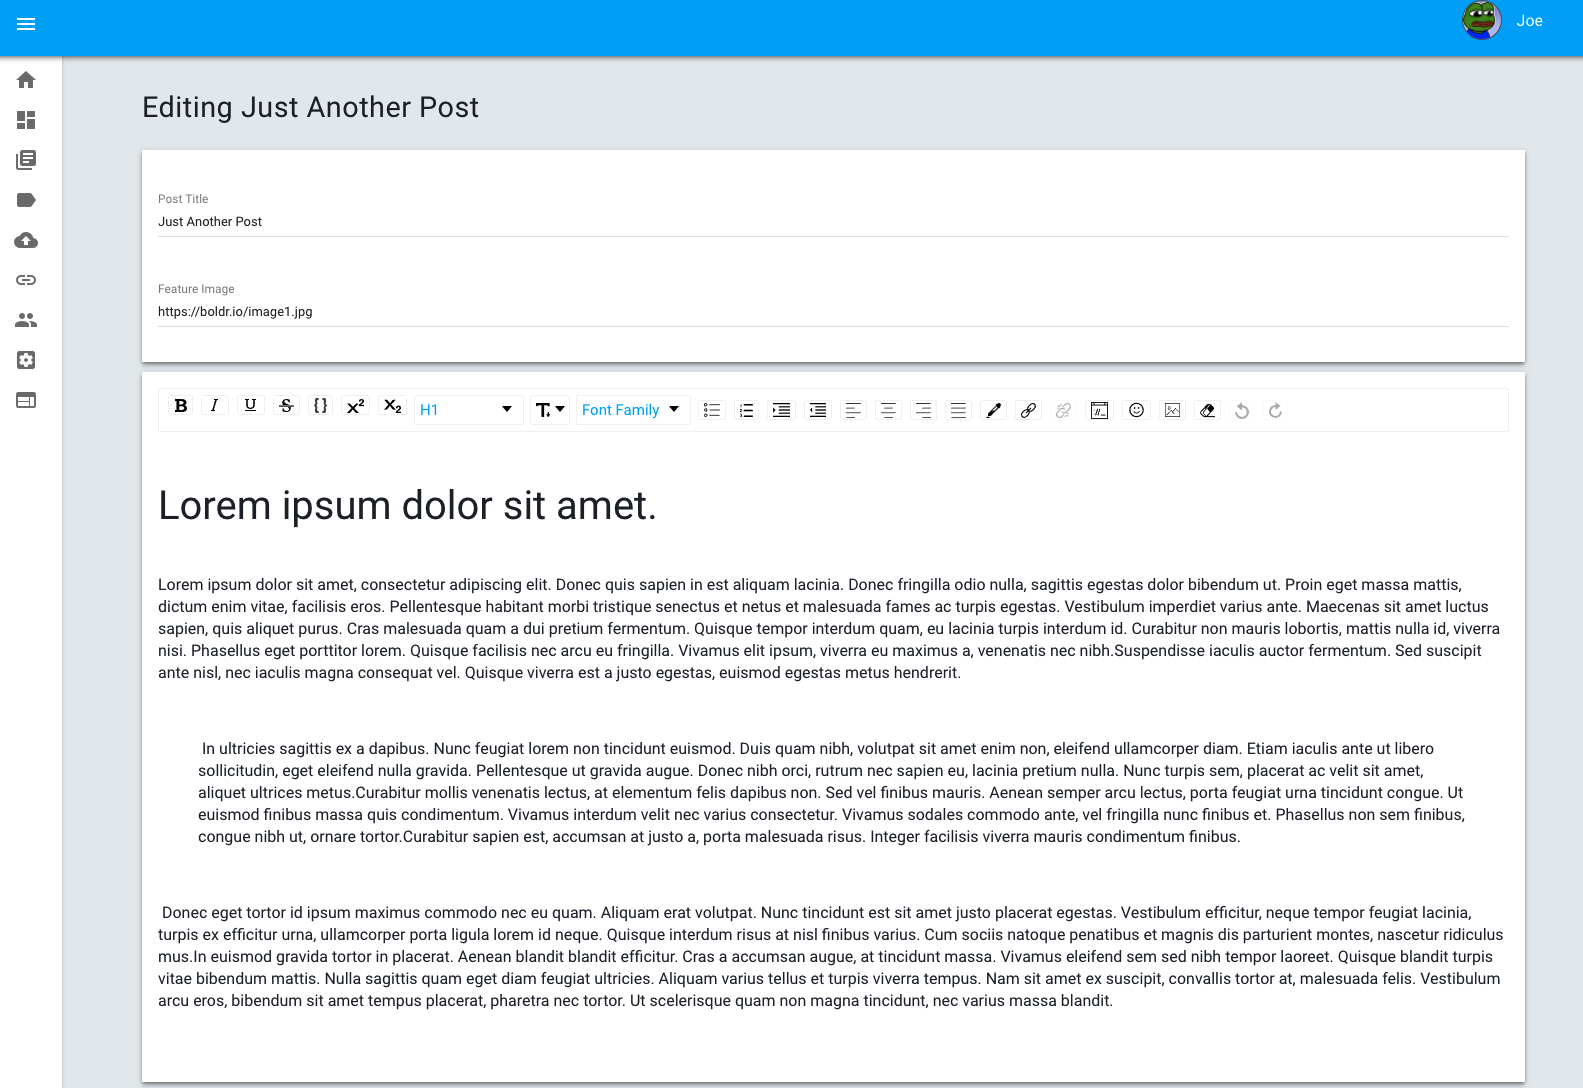 Joe
Editing Just Another Post
Post Title
Just Another Post
Feature Image
https://boldr.io/image1.jpg
B I U S {} X² X₂ H1 T Font Family
Lorem ipsum dolor sit amet.
Lorem ipsum dolor sit amet, consectetur adipiscing elit. Donec quis sapien in est aliquam lacinia. Donec fringilla odio nulla, sagittis egestas dolor bibendum ut. Proin eget massa mattis,
dictum enim vitae, facilisis eros. Pellentesque habitant morbi tristique senectus et netus et malesuada fames ac turpis egestas. Vestibulum imperdiet varius ante. Maecenas sit amet luctus
sapien, quis aliquet purus. Cras malesuada quam a dui pretium fermentum. Quisque tempor interdum quam, eu lacinia turpis interdum id. Curabitur non mauris lobortis, mattis nulla id, viverra
nisi. Phasellus eget porttitor lorem. Quisque facilisis nec arcu eu fringilla. Vivamus elit ipsum, viverra eu maximus a, venenatis nec nibh.Suspendisse iaculis auctor fermentum. Sed suscipit
ante nisl, nec iaculis magna consequat vel. Quisque viverra est a justo egestas, euismod egestas metus hendrerit.
In ultricies sagittis ex a dapibus. Nunc feugiat lorem non tincidunt euismod. Duis quam nibh, volutpat sit amet enim non, eleifend ullamcorper diam. Etiam iaculis ante ut libero
sollicitudin, eget eleifend nulla gravida. Pellentesque ut gravida augue. Donec nibh orci, rutrum nec sapien eu, lacinia pretium nulla. Nunc turpis sem, placerat ac velit sit amet,
aliquet ultrices metus.Curabitur mollis venenatis lectus, at elementum felis dapibus non. Sed vel finibus mauris. Aenean semper arcu lectus, porta feugiat urna tincidunt congue. Ut
euismod finibus massa quis condimentum. Vivamus interdum velit nec varius consectetur. Vivamus sodales commodo ante, vel fringilla nunc finibus et. Phasellus non sem finibus,
congue nibh ut, ornare tortor.Curabitur sapien est, accumsan at justo a, porta malesuada risus. Integer facilisis viverra mauris condimentum finibus.
Donec eget tortor id ipsum maximus commodo nec eu quam. Aliquam erat volutpat. Nunc tincidunt est sit amet justo placerat egestas. Vestibulum efficitur, neque tempor feugiat lacinia,
turpis ex efficitur urna, ullamcorper porta ligula lorem id neque. Quisque interdum risus at nisl finibus varius. Cum sociis natoque penatibus et magnis dis parturient montes, nascetur ridiculus
mus.In euismod gravida tortor in placerat. Aenean blandit blandit efficitur. Cras a accumsan augue, at tincidunt massa. Vivamus eleifend sem sed nibh tempor laoreet. Quisque blandit turpis
vitae bibendum mattis. Nulla sagittis quam eget diam feugiat ultricies. Aliquam varius tellus et turpis viverra tempus. Nam sit amet ex suscipit, convallis tortor at, malesuada felis. Vestibulum
arcu eros, bibendum sit amet tempus placerat, pharetra nec tortor. Ut scelerisque quam non magna tincidunt, nec varius massa blandit.